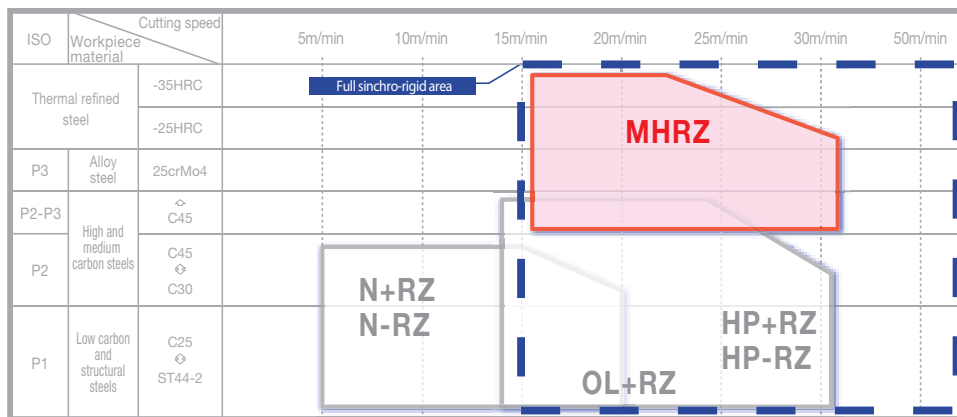 Cutting speed
ISO
Workpiece
material
5m/min
10m/min
15m/min
20m/min
25m/min
30m/min
50m/min
Full sinchro-rigid area
Thermal refined
steel
-35HRC
-25HRC
MHRZ
P3
Alloy
steel
25crMo4
P2-P3
High and
medium
carbon steels
C45
P2
C45
C30
N+RZ
N-RZ
HP+RZ
HP-RZ
OL+RZ
P1
Low carbon
and
structural
steels
C25
ST44-2